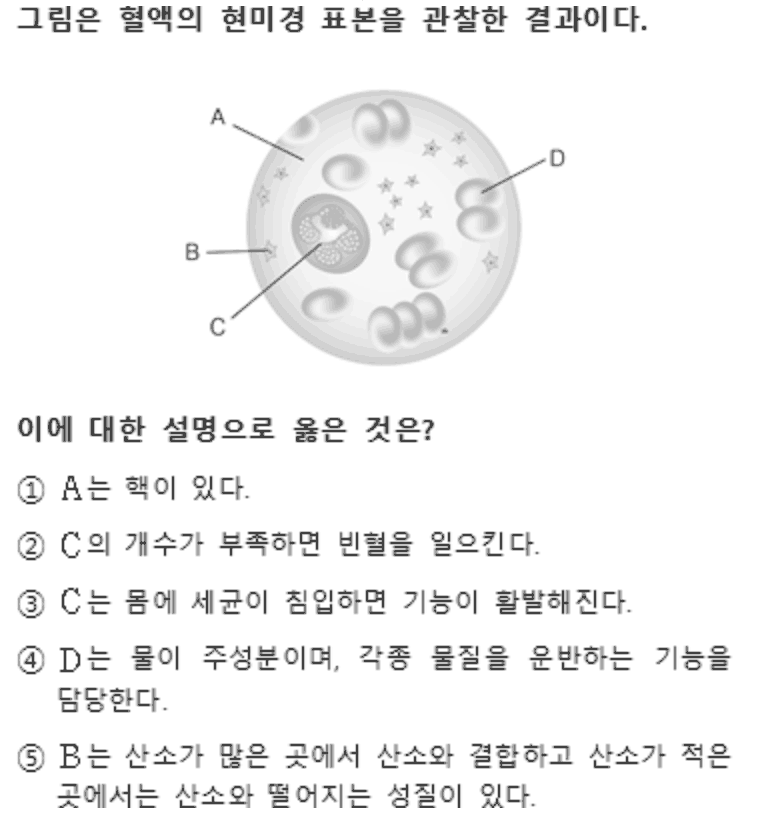 그림은 혈액의 현미경 표본을 관찰한 결과이다.
A
D
B
C
이에 대한 설명으로 옳은 것은?
① A는 핵이 있다.
② C의 개수가 부족하면 빈혈을 일으킨다.
③ C는 몸에 세균이 침입하면 기능이 활발해진다.
④ D는 물이 주성분이며, 각종 물질을 운반하는 기능을
담당한다.
⑤ B는 산소가 많은 곳에서 산소와 결합하고 산소가 적은
곳에서는 산소와 떨어지는 성질이 있다.